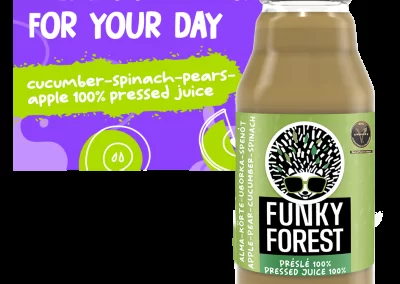 FOR YOUR DAY
cucumber-spinach-pears-
apple 100% pressed juice
ALMA-KÖRTE-UBORKA-SPENÓT
APPLE-PEAR-CUCUMBER-SPINACH
FUNKY
FOREST
PRÉSLÉ 100%
PRESSED JUICE 100%